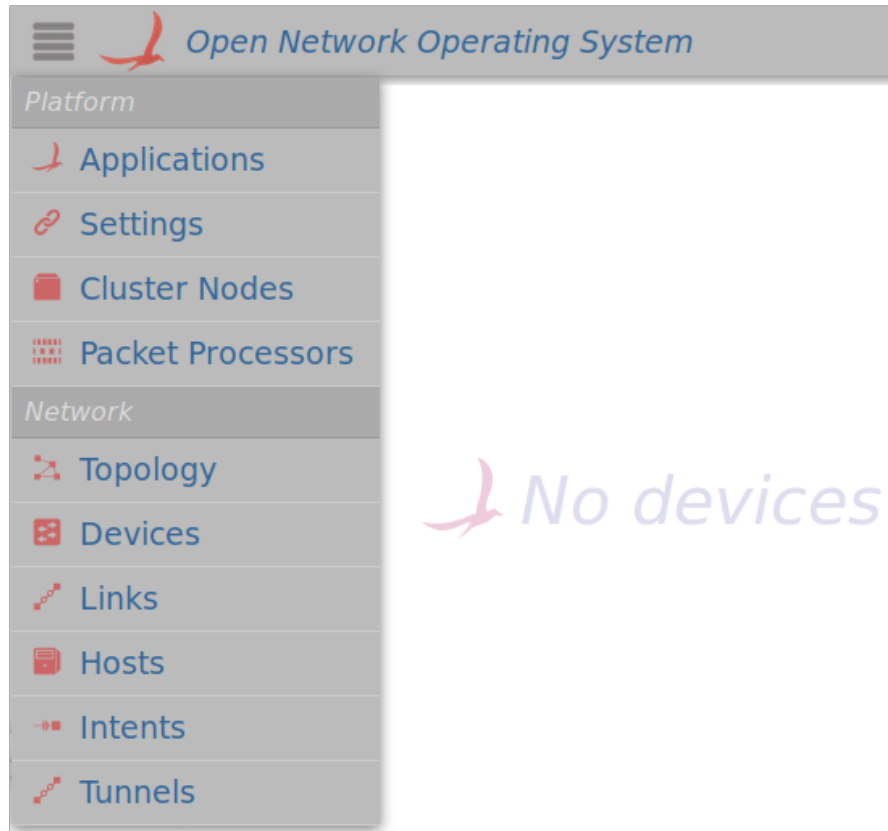 Open Network Operating System
Platform
Applications
Settings
Cluster Nodes
Packet Processors
Network
Topology
Devices
Links
Hosts
Intents
Tunnels
No devices